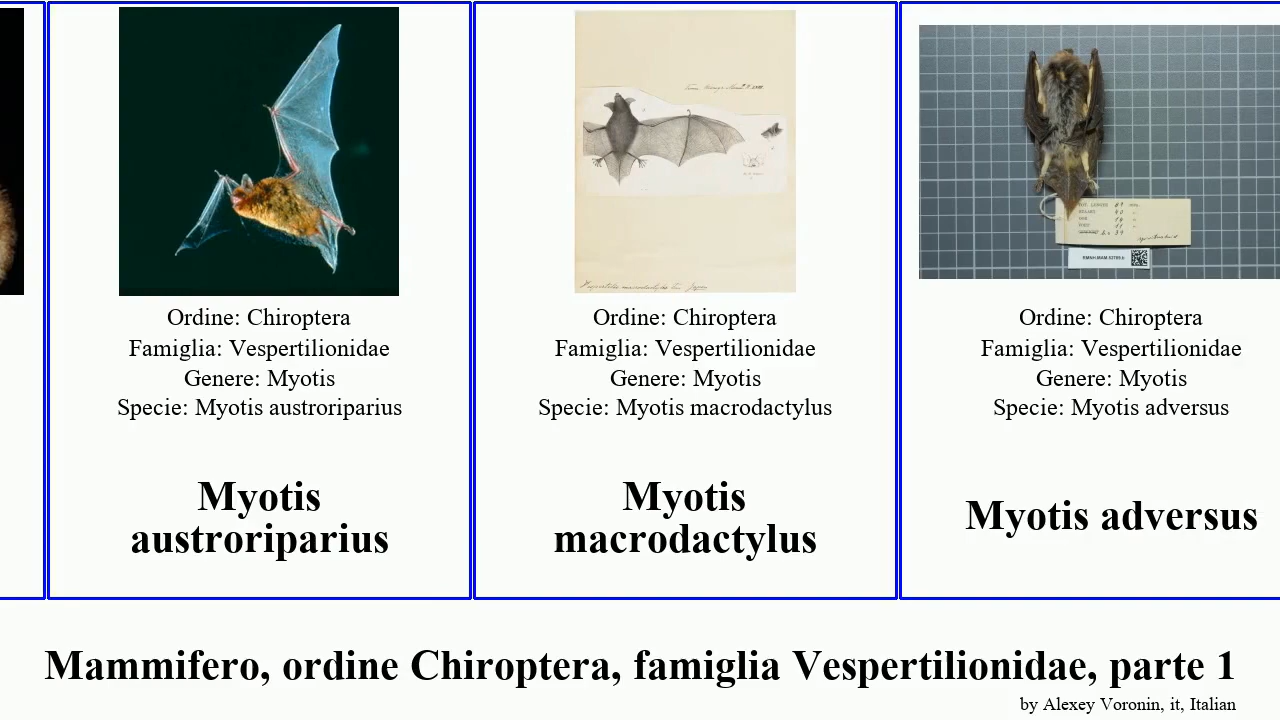 Ordine: Chiroptera
Famiglia: Vespertilionidae
Genere: Myotis
Specie: Myotis austroriparius
Myotis
austroriparius
Ordine: Chiroptera
Famiglia: Vespertilionidae
Genere: Myotis
Specie: Myotis macrodactylus
Myotis
macrodactylus
Ordine: Chiroptera
Famiglia: Vespertilionidae
Genere: Myotis
Specie: Myotis adversus
Myotis adversus
Mammifero, ordine Chiroptera, famiglia Vespertilionidae, parte 1
by Alexey Voronin, it, Italian